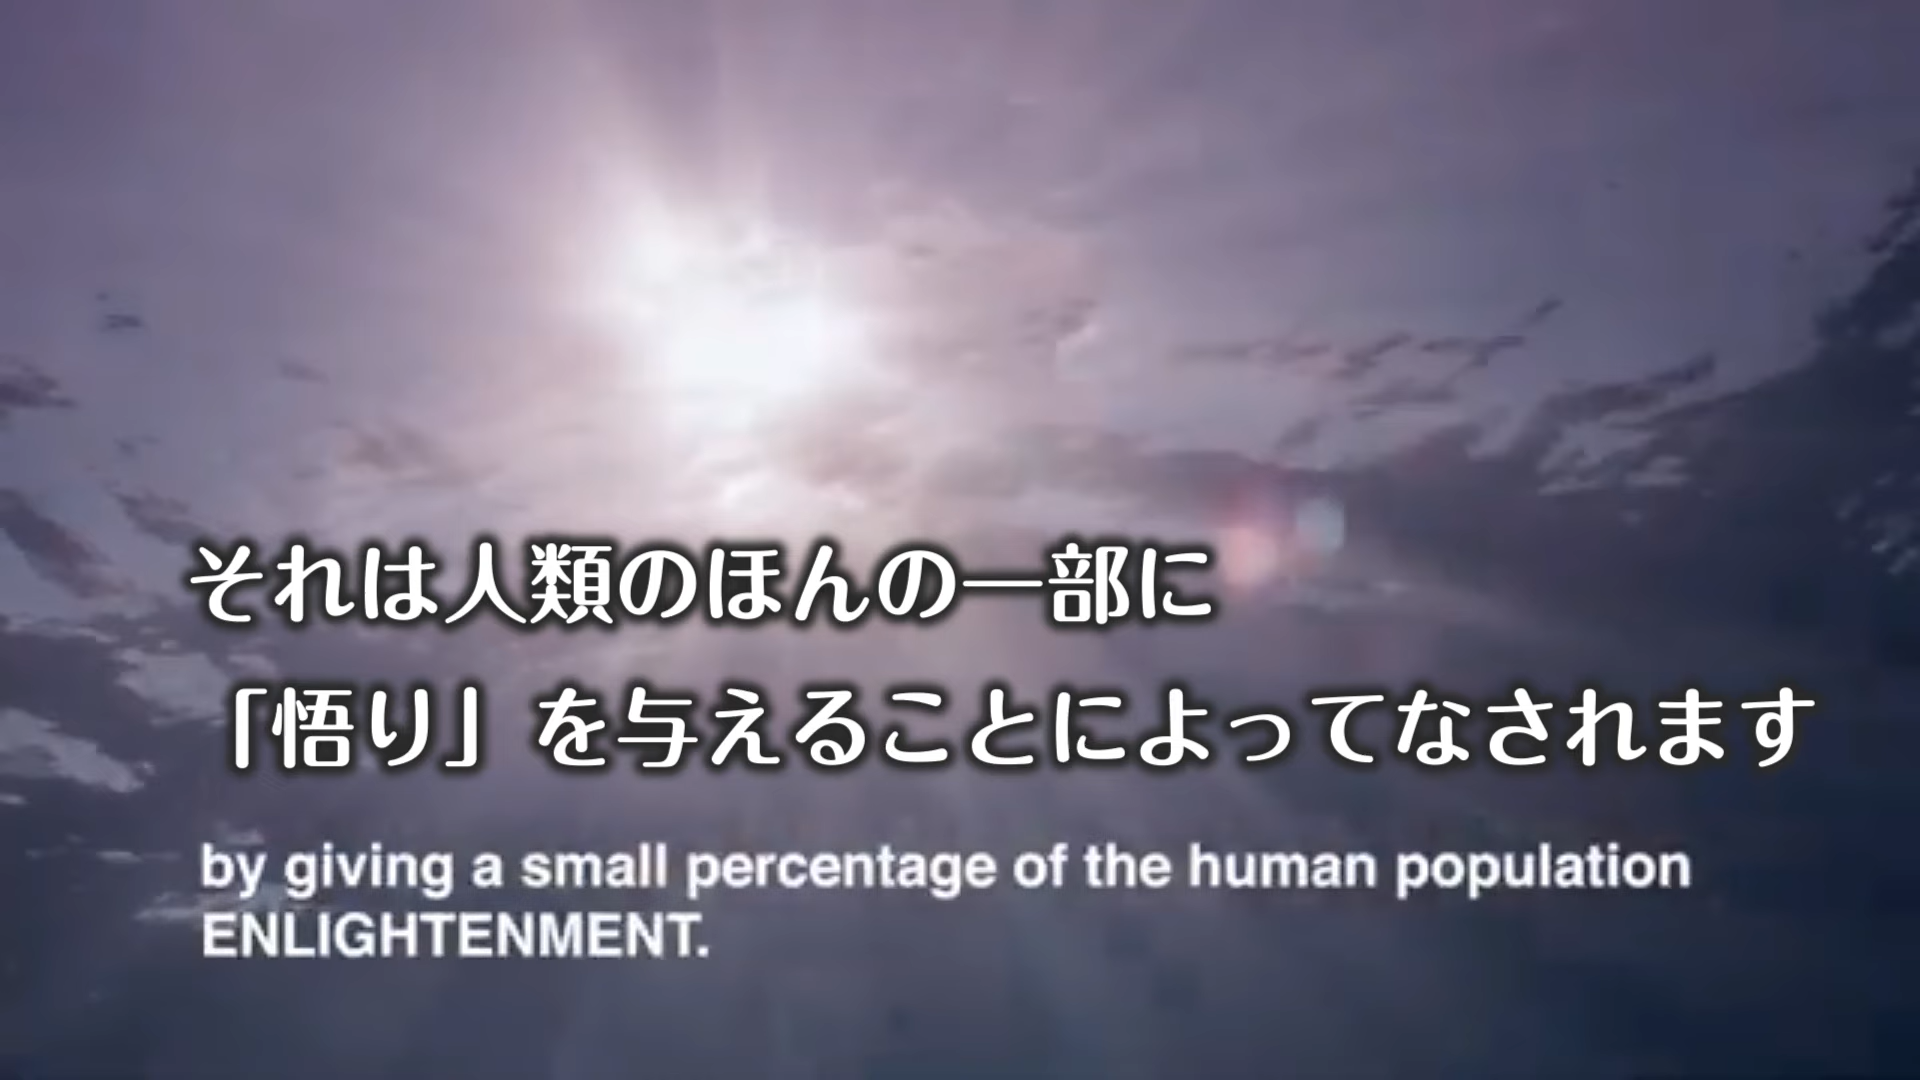 それは人類のほんの一部に
「悟り」を与えることによってなされます
by giving a small percentage of the human population
ENLIGHTENMENT.